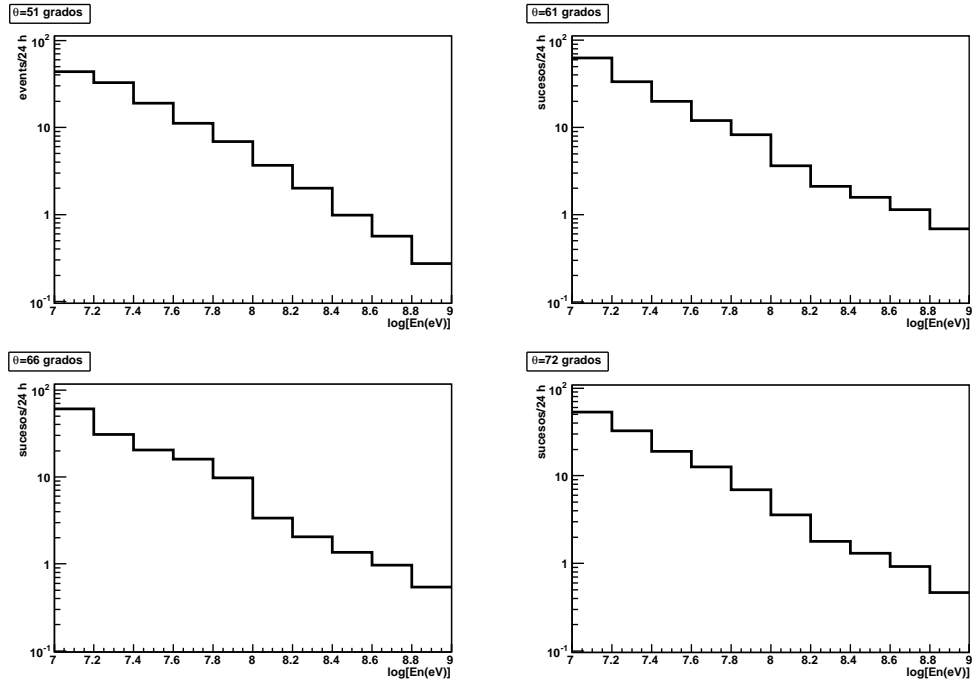 θ=51 grados
events/24 h
10²
10
1
10⁻¹
7 7.2 7.4 7.6 7.8 8 8.2 8.4 8.6 8.8 9
log[En(eV)]
θ=61 grados
sucesos/24 h
10²
10
1
10⁻¹
7 7.2 7.4 7.6 7.8 8 8.2 8.4 8.6 8.8 9
log[En(eV)]
θ=66 grados
sucesos/24 h
10²
10
1
10⁻¹
7 7.2 7.4 7.6 7.8 8 8.2 8.4 8.6 8.8 9
log[En(eV)]
θ=72 grados
sucesos/24 h
10²
10
1
10⁻¹
7 7.2 7.4 7.6 7.8 8 8.2 8.4 8.6 8.8 9
log[En(eV)]